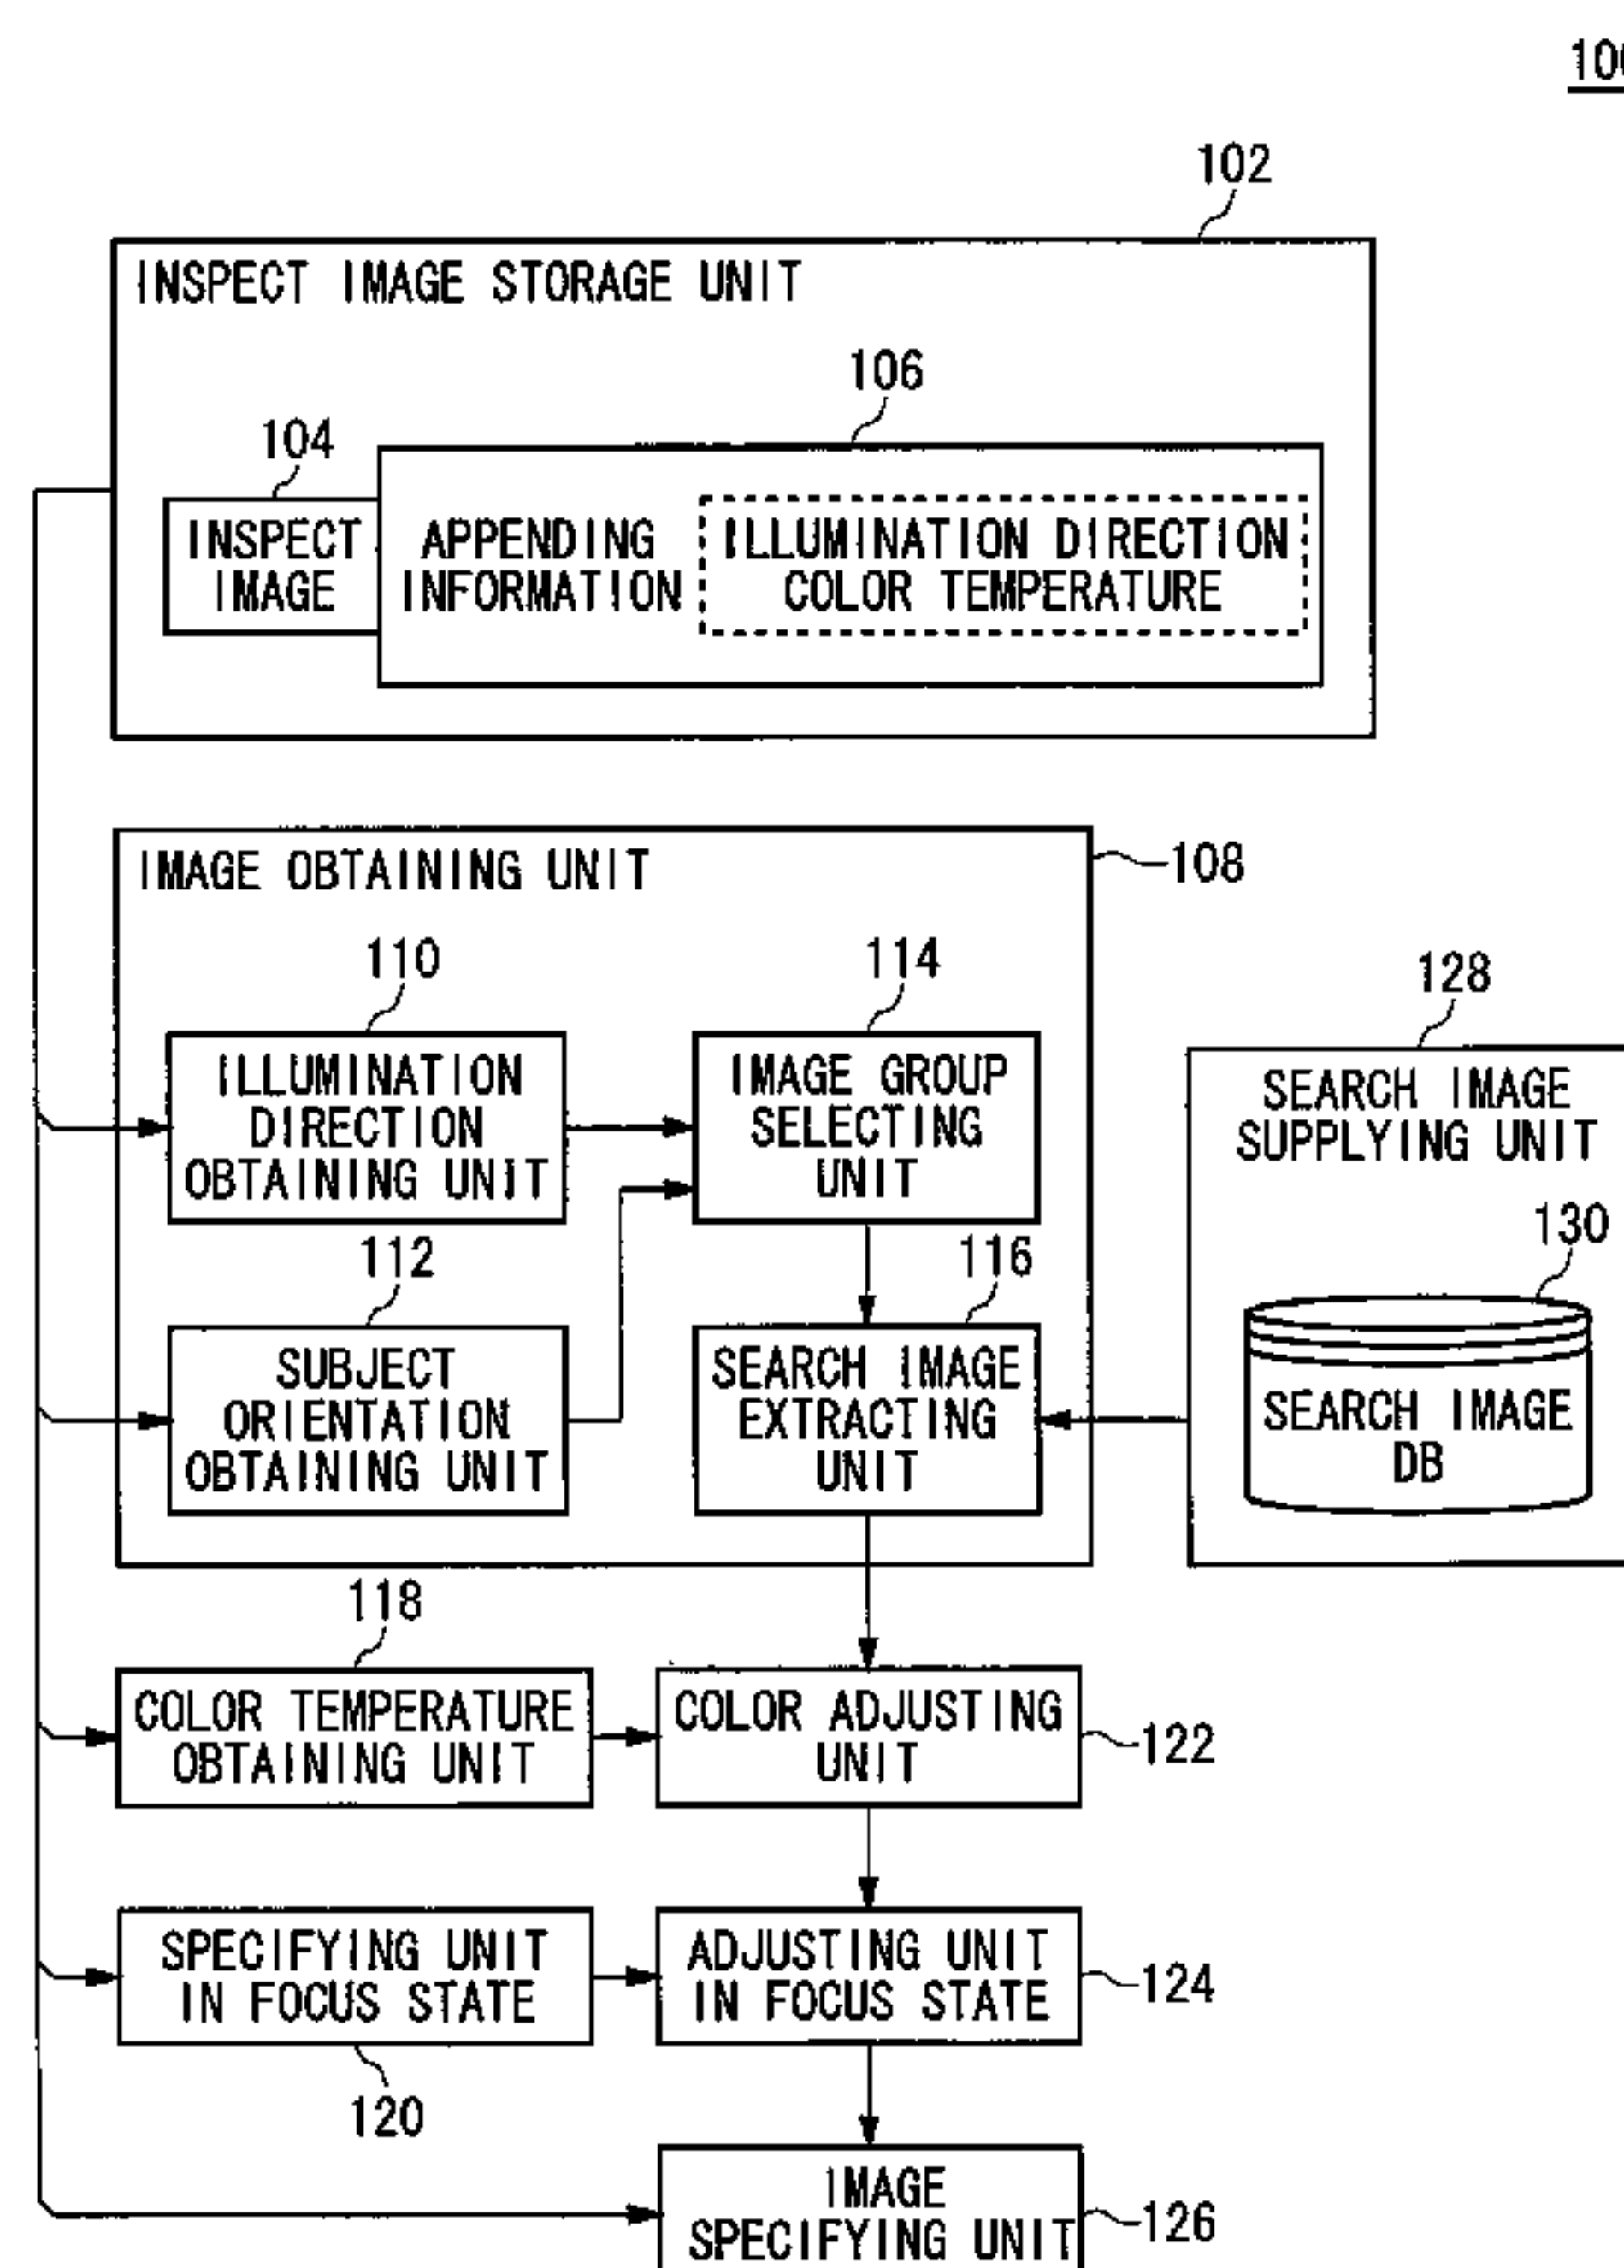 102
INSPECT IMAGE STORAGE UNIT
106
104
INSPECT
IMAGE
APPENDING
INFORMATION
ILLUMINATION DIRECTION
COLOR TEMPERATURE
IMAGE OBTAINING UNIT
108
110
ILLUMINATION
DIRECTION
OBTAINING UNIT
114
IMAGE GROUP
SELECTING
UNIT
128
SEARCH IMAGE
SUPPLYING UNIT
112
SUBJECT
ORIENTATION
OBTAINING UNIT
116
SEARCH IMAGE
EXTRACTING
UNIT
130
SEARCH IMAGE
DB
118
COLOR TEMPERATURE
OBTAINING UNIT
COLOR ADJUSTING
UNIT
122
SPECIFYING UNIT
IN FOCUS STATE
120
ADJUSTING UNIT
IN FOCUS STATE
124
IMAGE
SPECIFYING UNIT
126